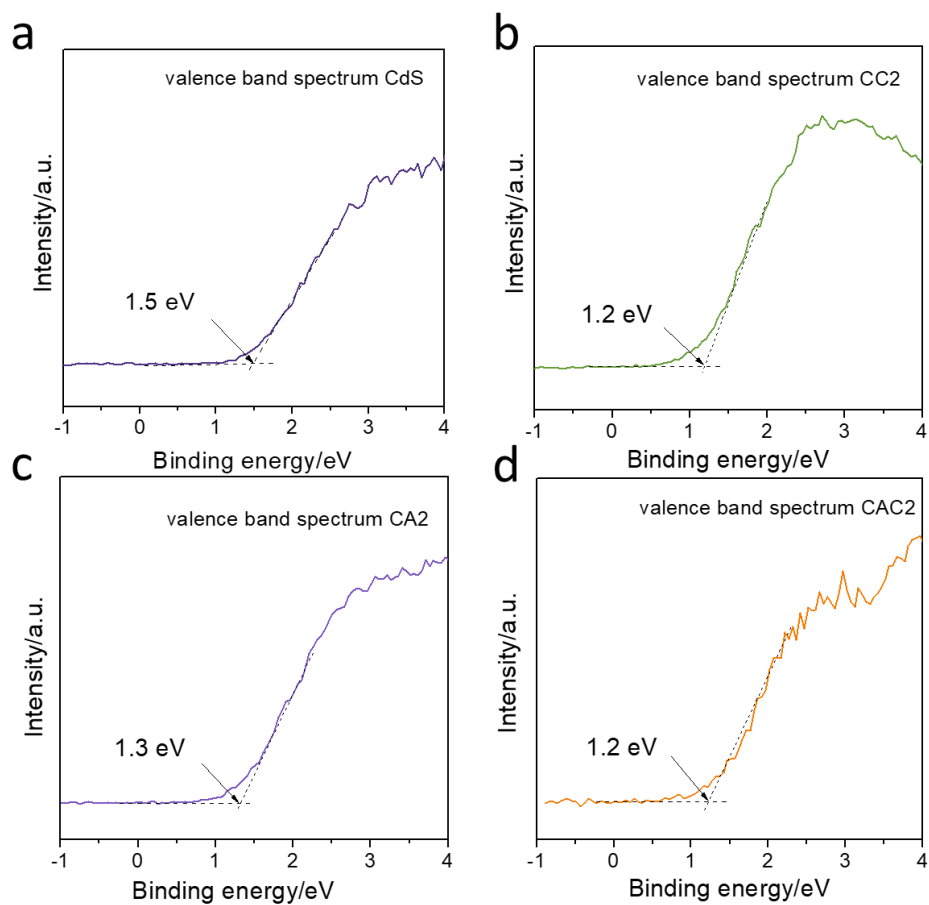 a
valence band spectrum CdS
Intensity/a.u.
1.5 eV
-1 0 1 2 3 4
Binding energy/eV
b
valence band spectrum CC2
Intensity/a.u.
1.2 eV
-1 0 1 2 3 4
Binding energy/eV
c
valence band spectrum CA2
Intensity/a.u.
1.3 eV
-1 0 1 2 3 4
Binding energy/eV
d
valence band spectrum CAC2
Intensity/a.u.
1.2 eV
-1 0 1 2 3 4
Binding energy/eV